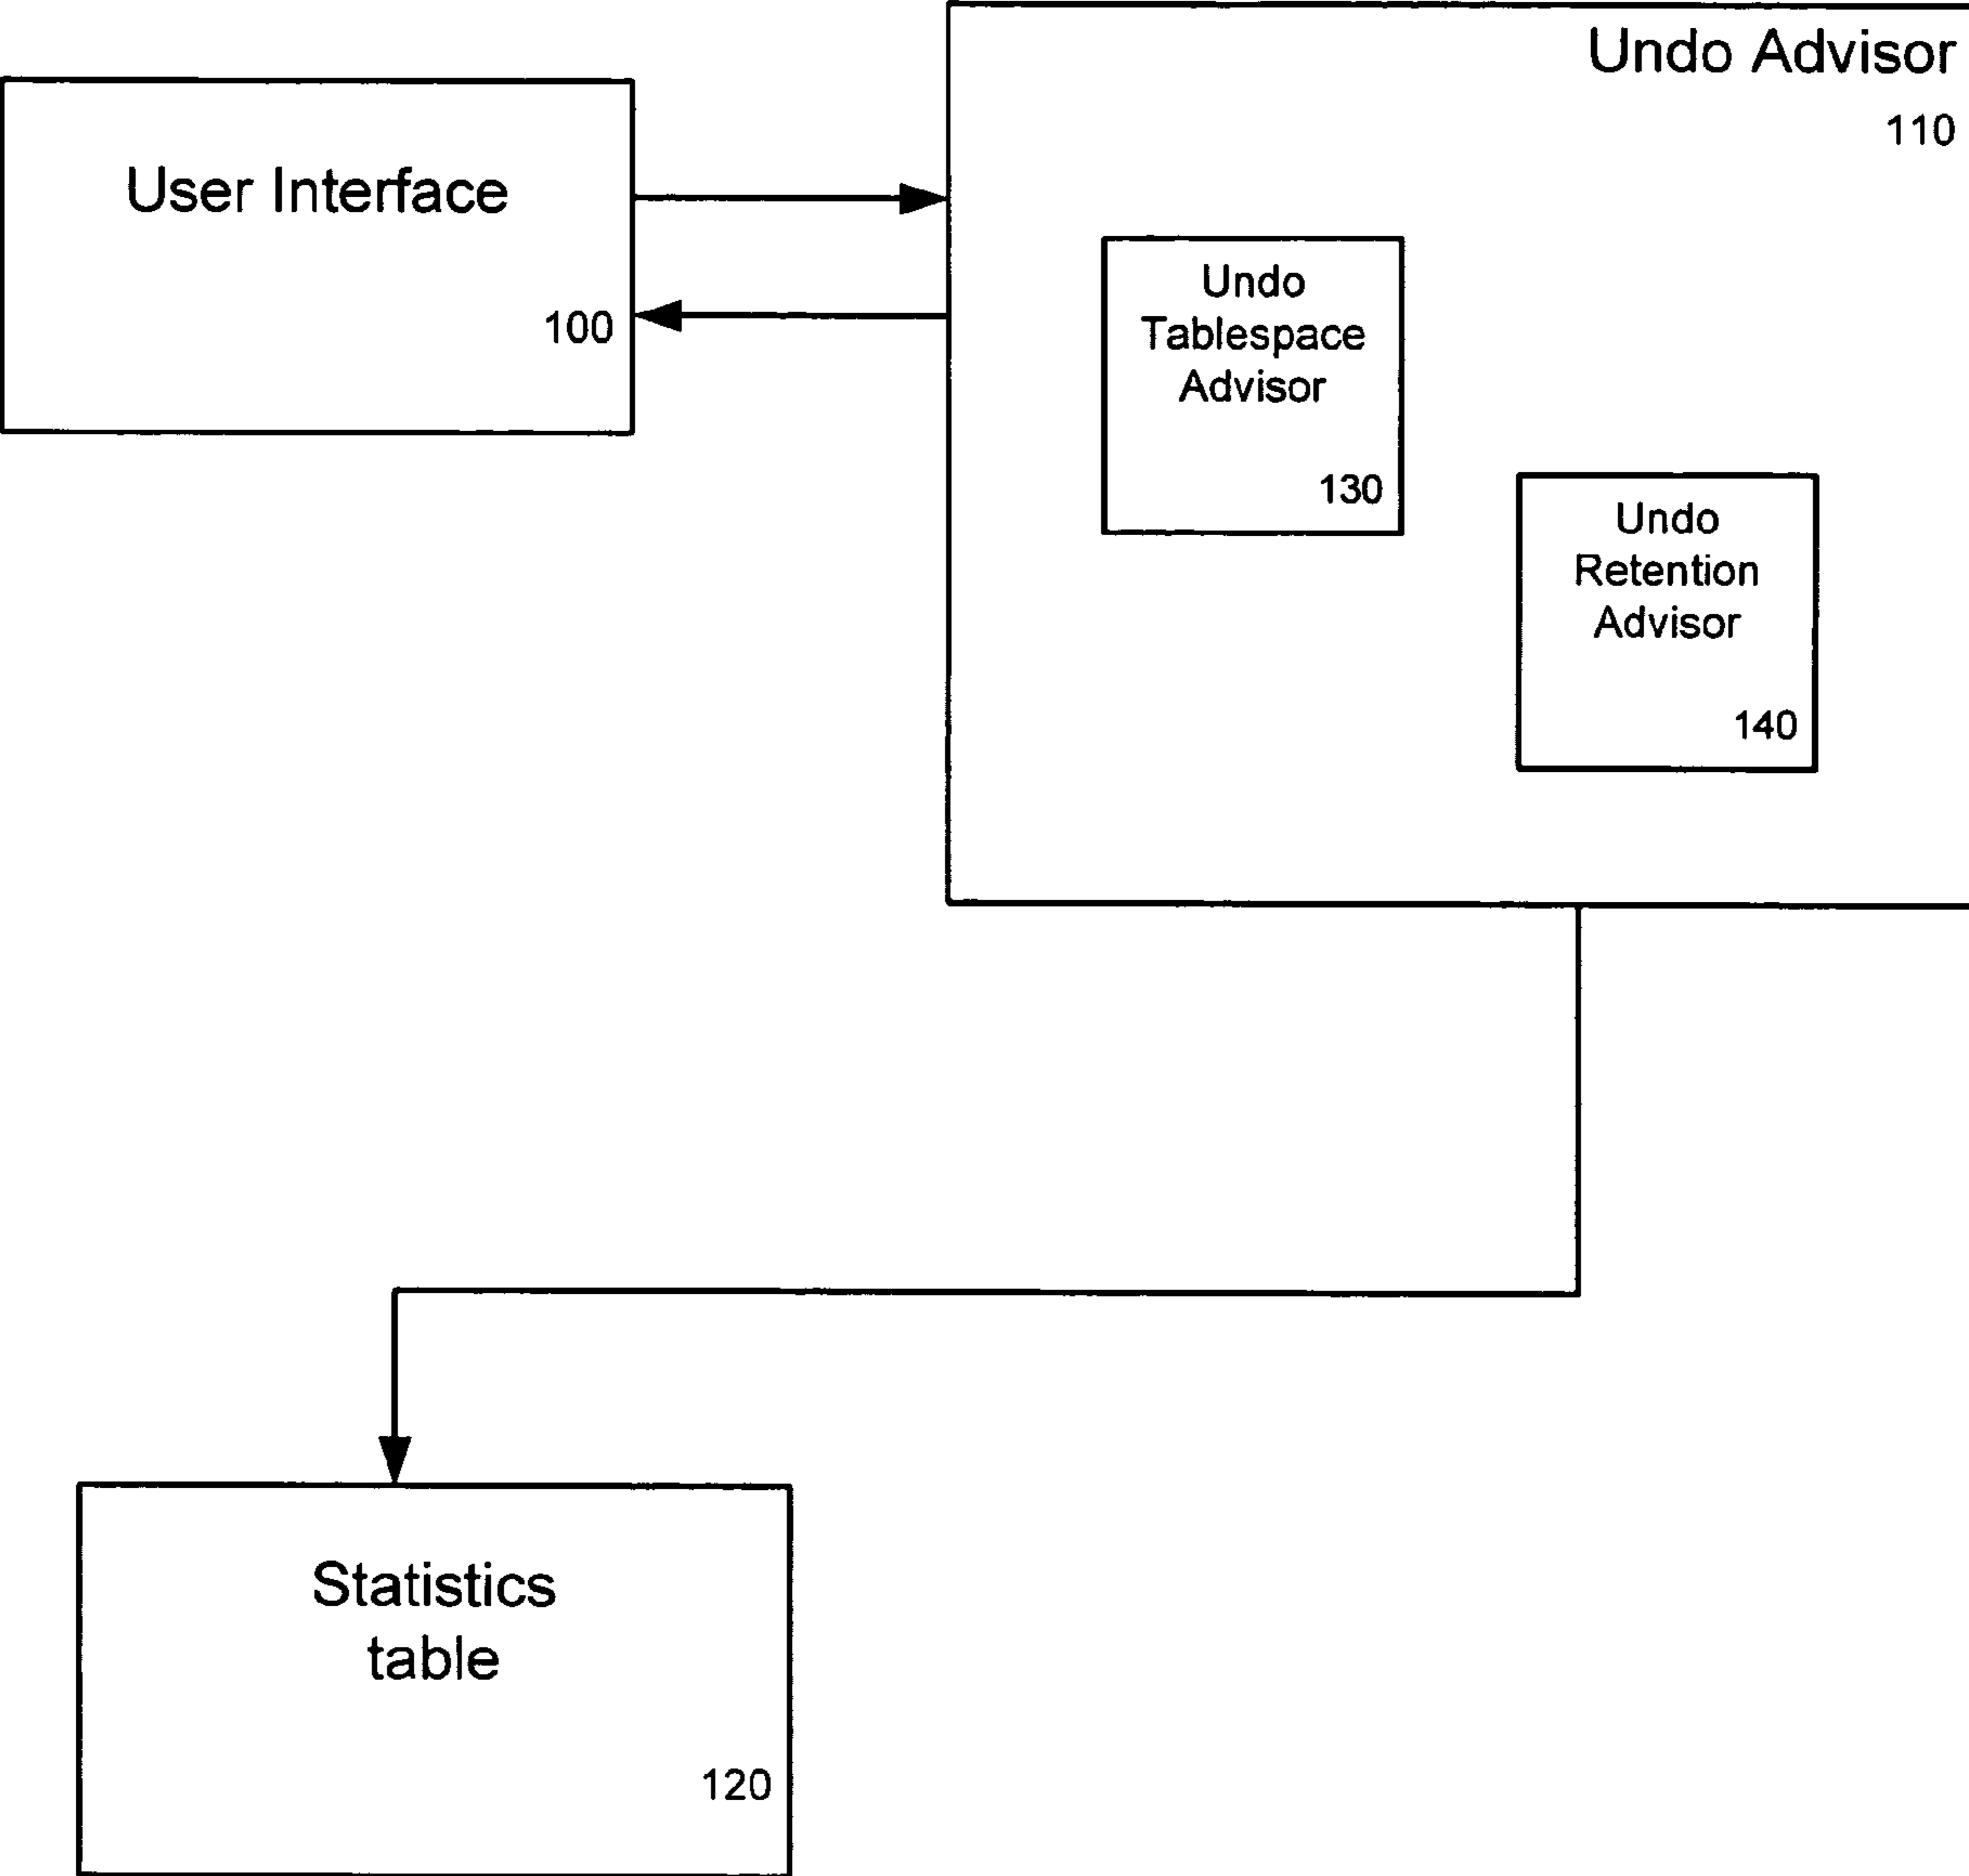 Undo Advisor
110
User Interface
100
Undo
Tablespace
Advisor
130
Undo
Retention
Advisor
140
Statistics
table
120